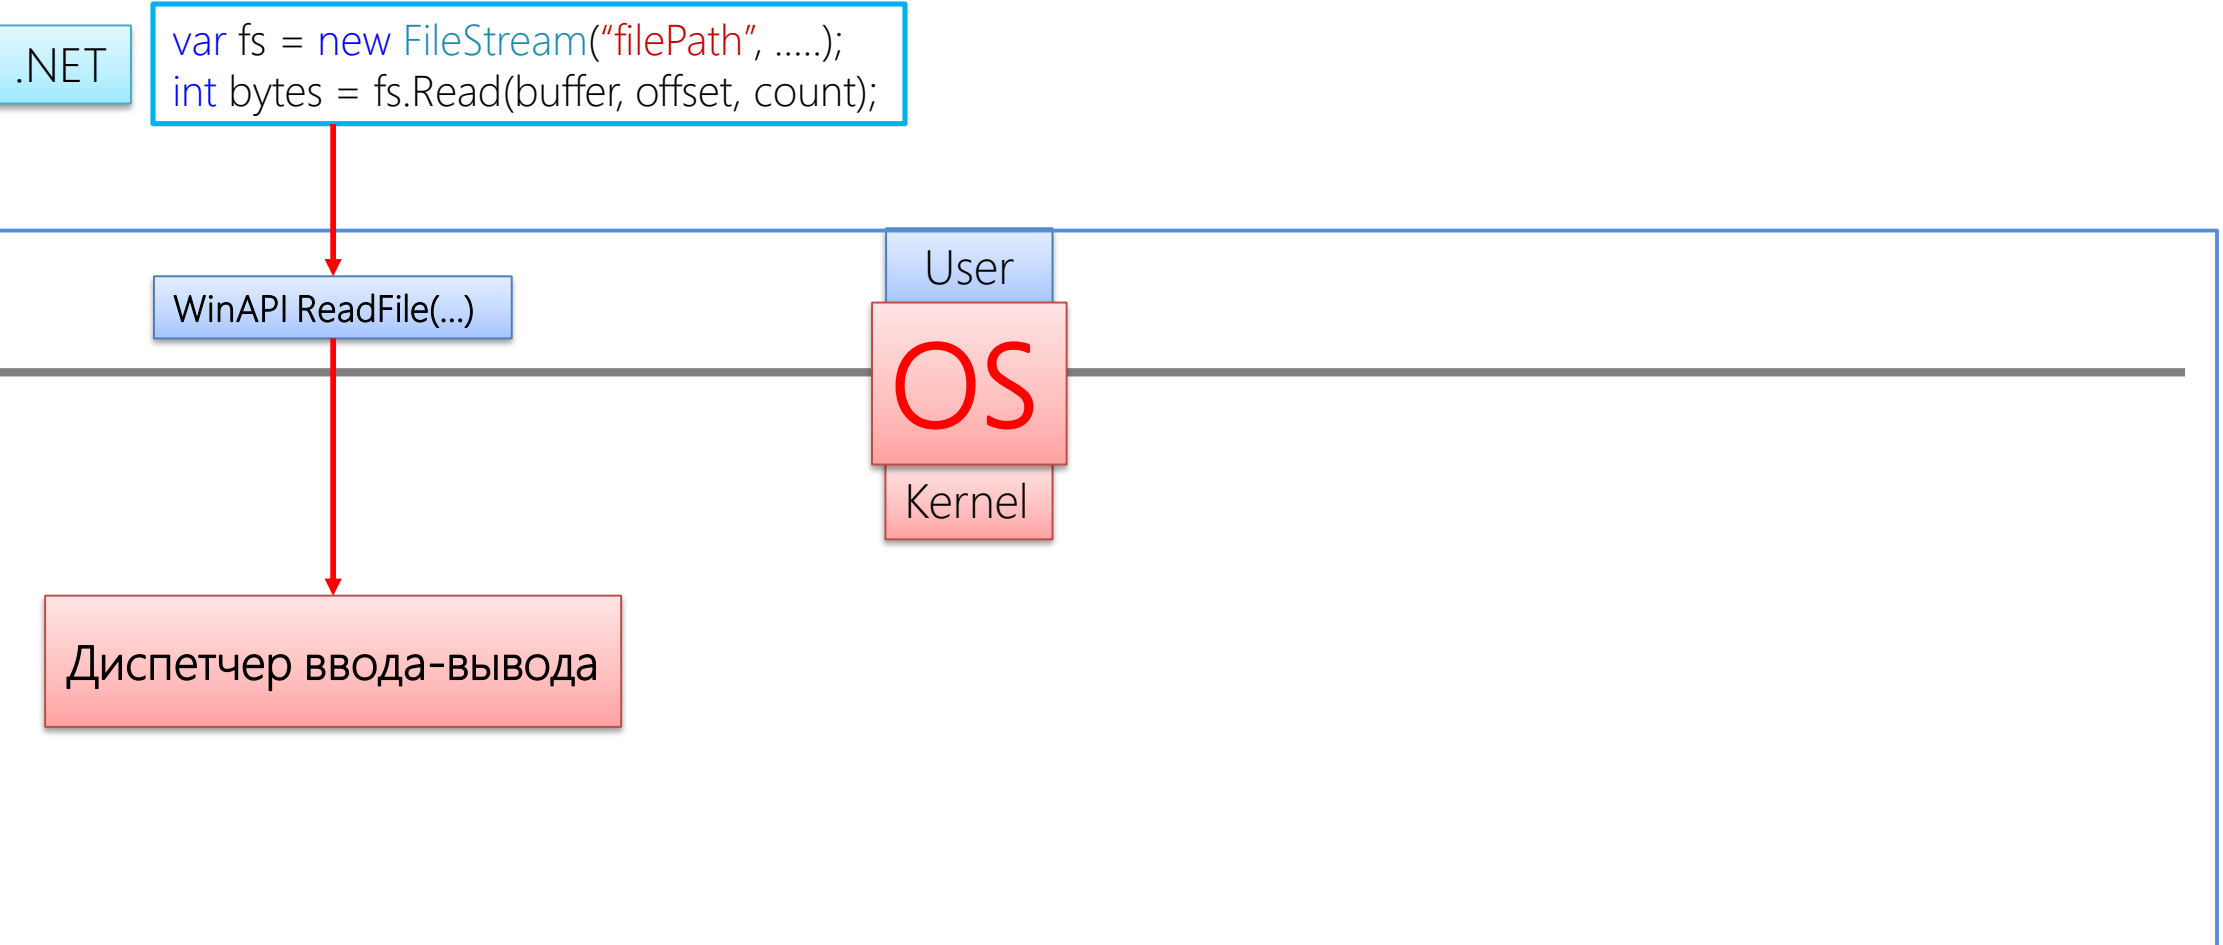 .NET
var fs = new FileStream(“filePath”, .....);
int bytes = fs.Read(buffer, offset, count);
User
WinAPI ReadFile(...)
OS
Kernel
Диспетчер ввода-вывода